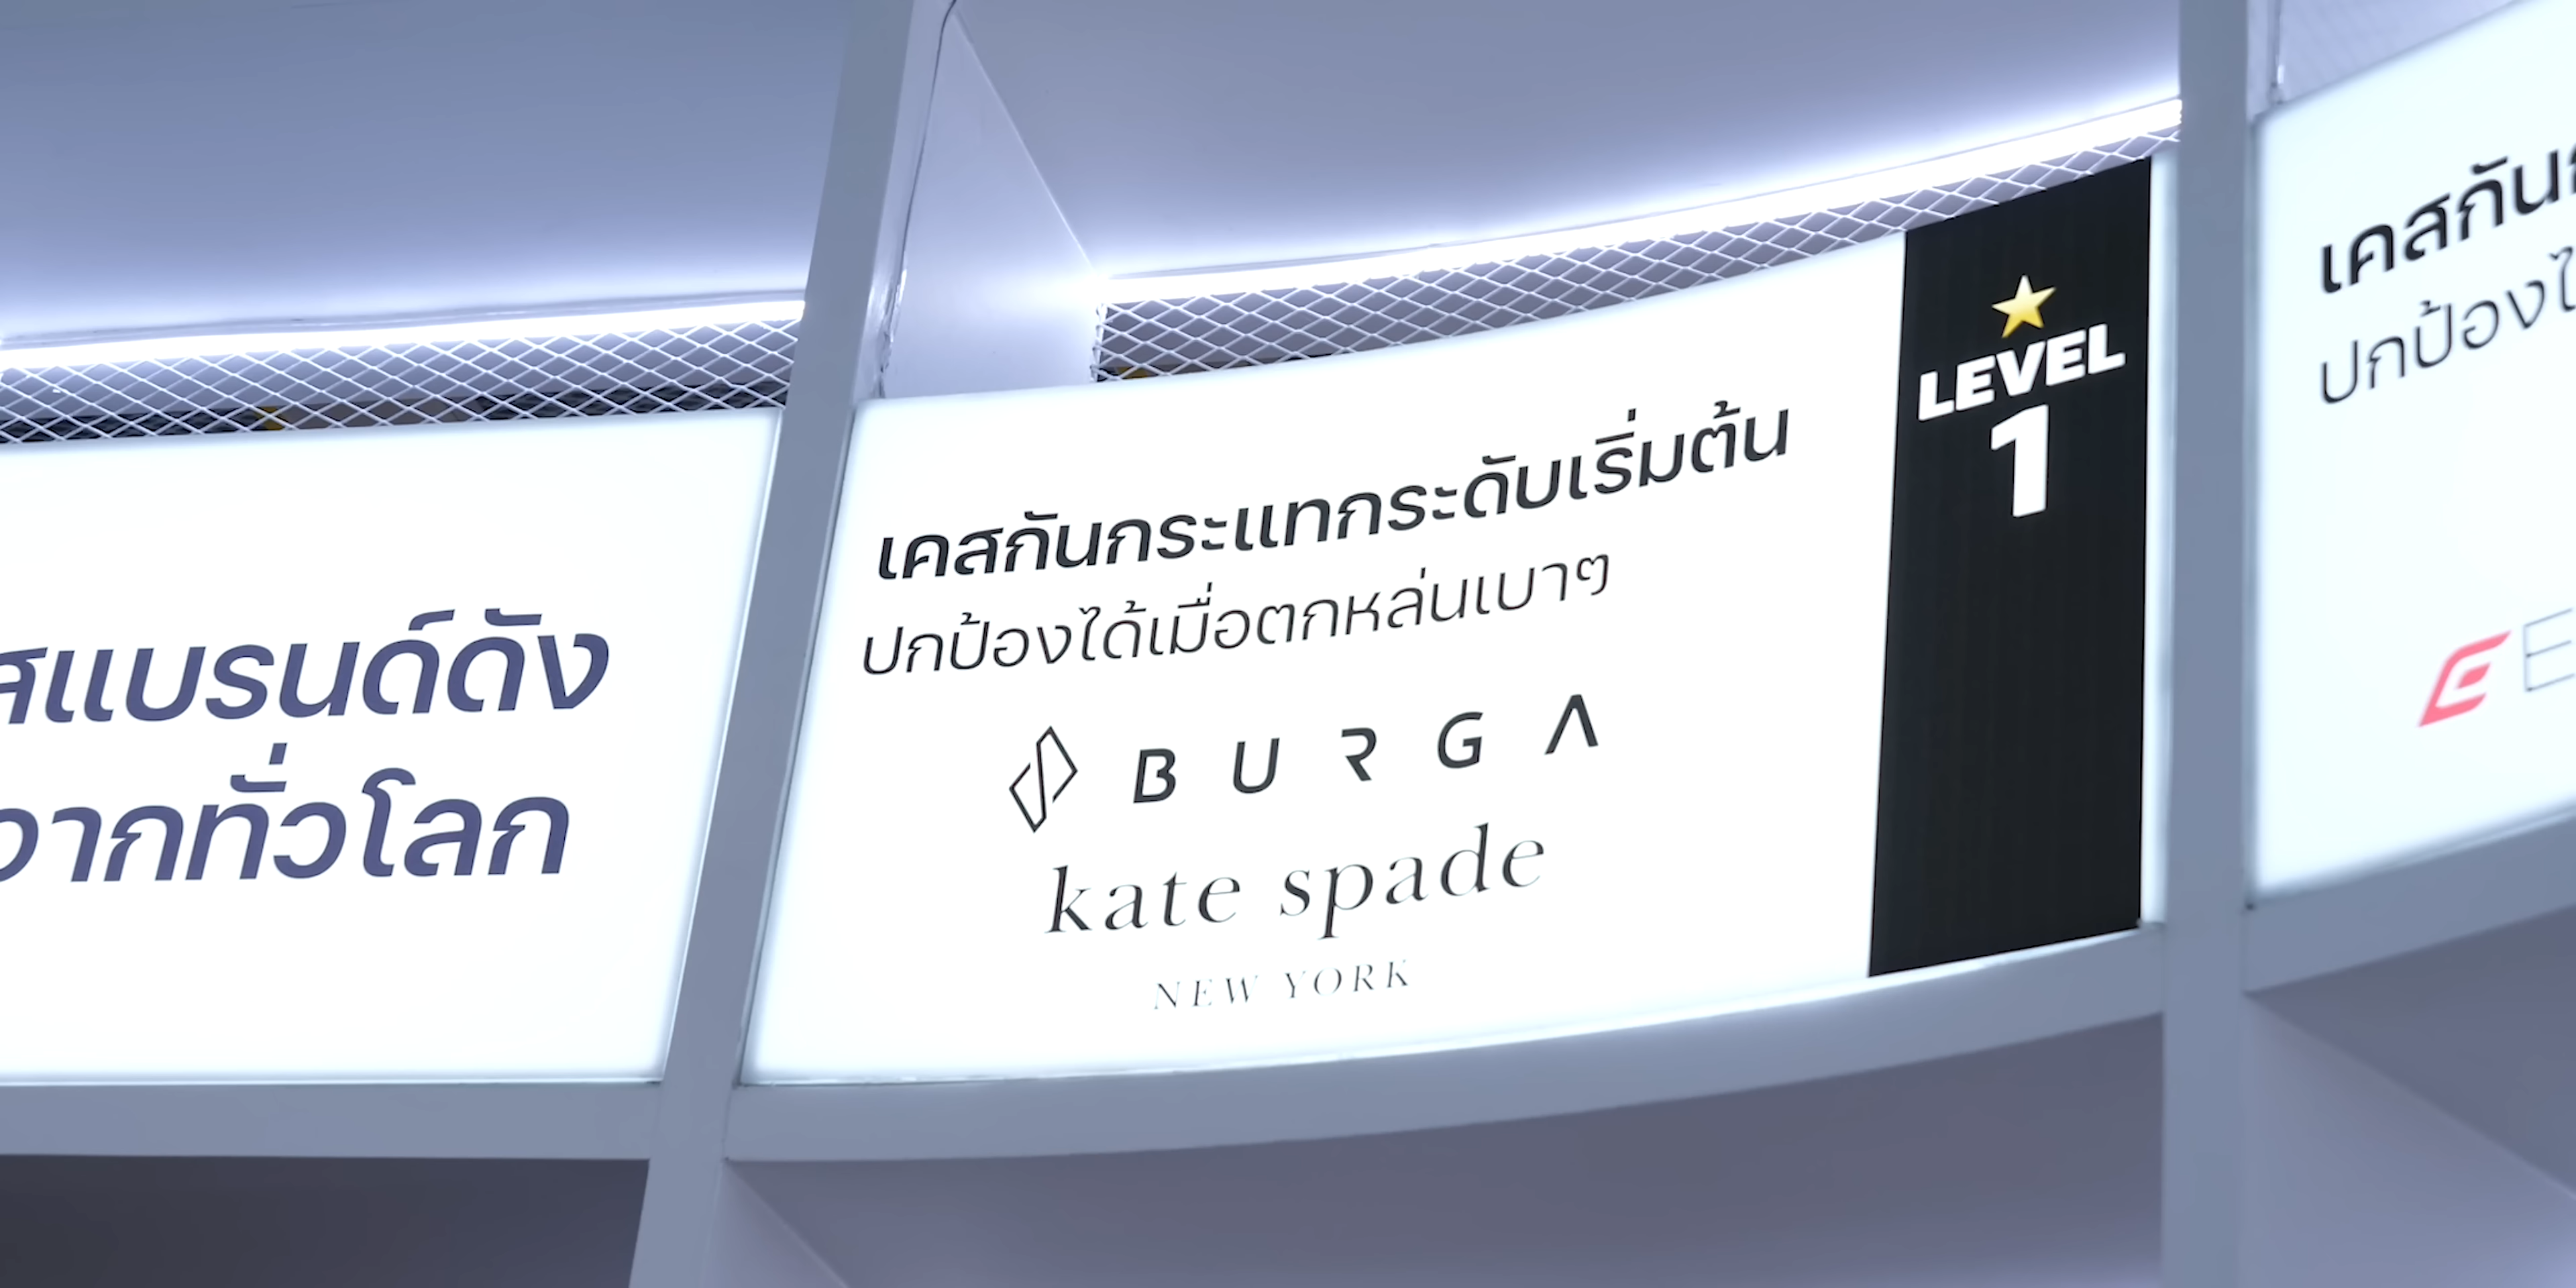 สแบรนด์ดัง
จากทั่วโลก
เคสกันกระแทกระดับเริ่มต้น
ปกป้องได้เมื่อตกหล่นเบาๆ
BURGA
kate spade
NEW YORK
LEVEL
1
เคสกัน
ปกป้อง
E